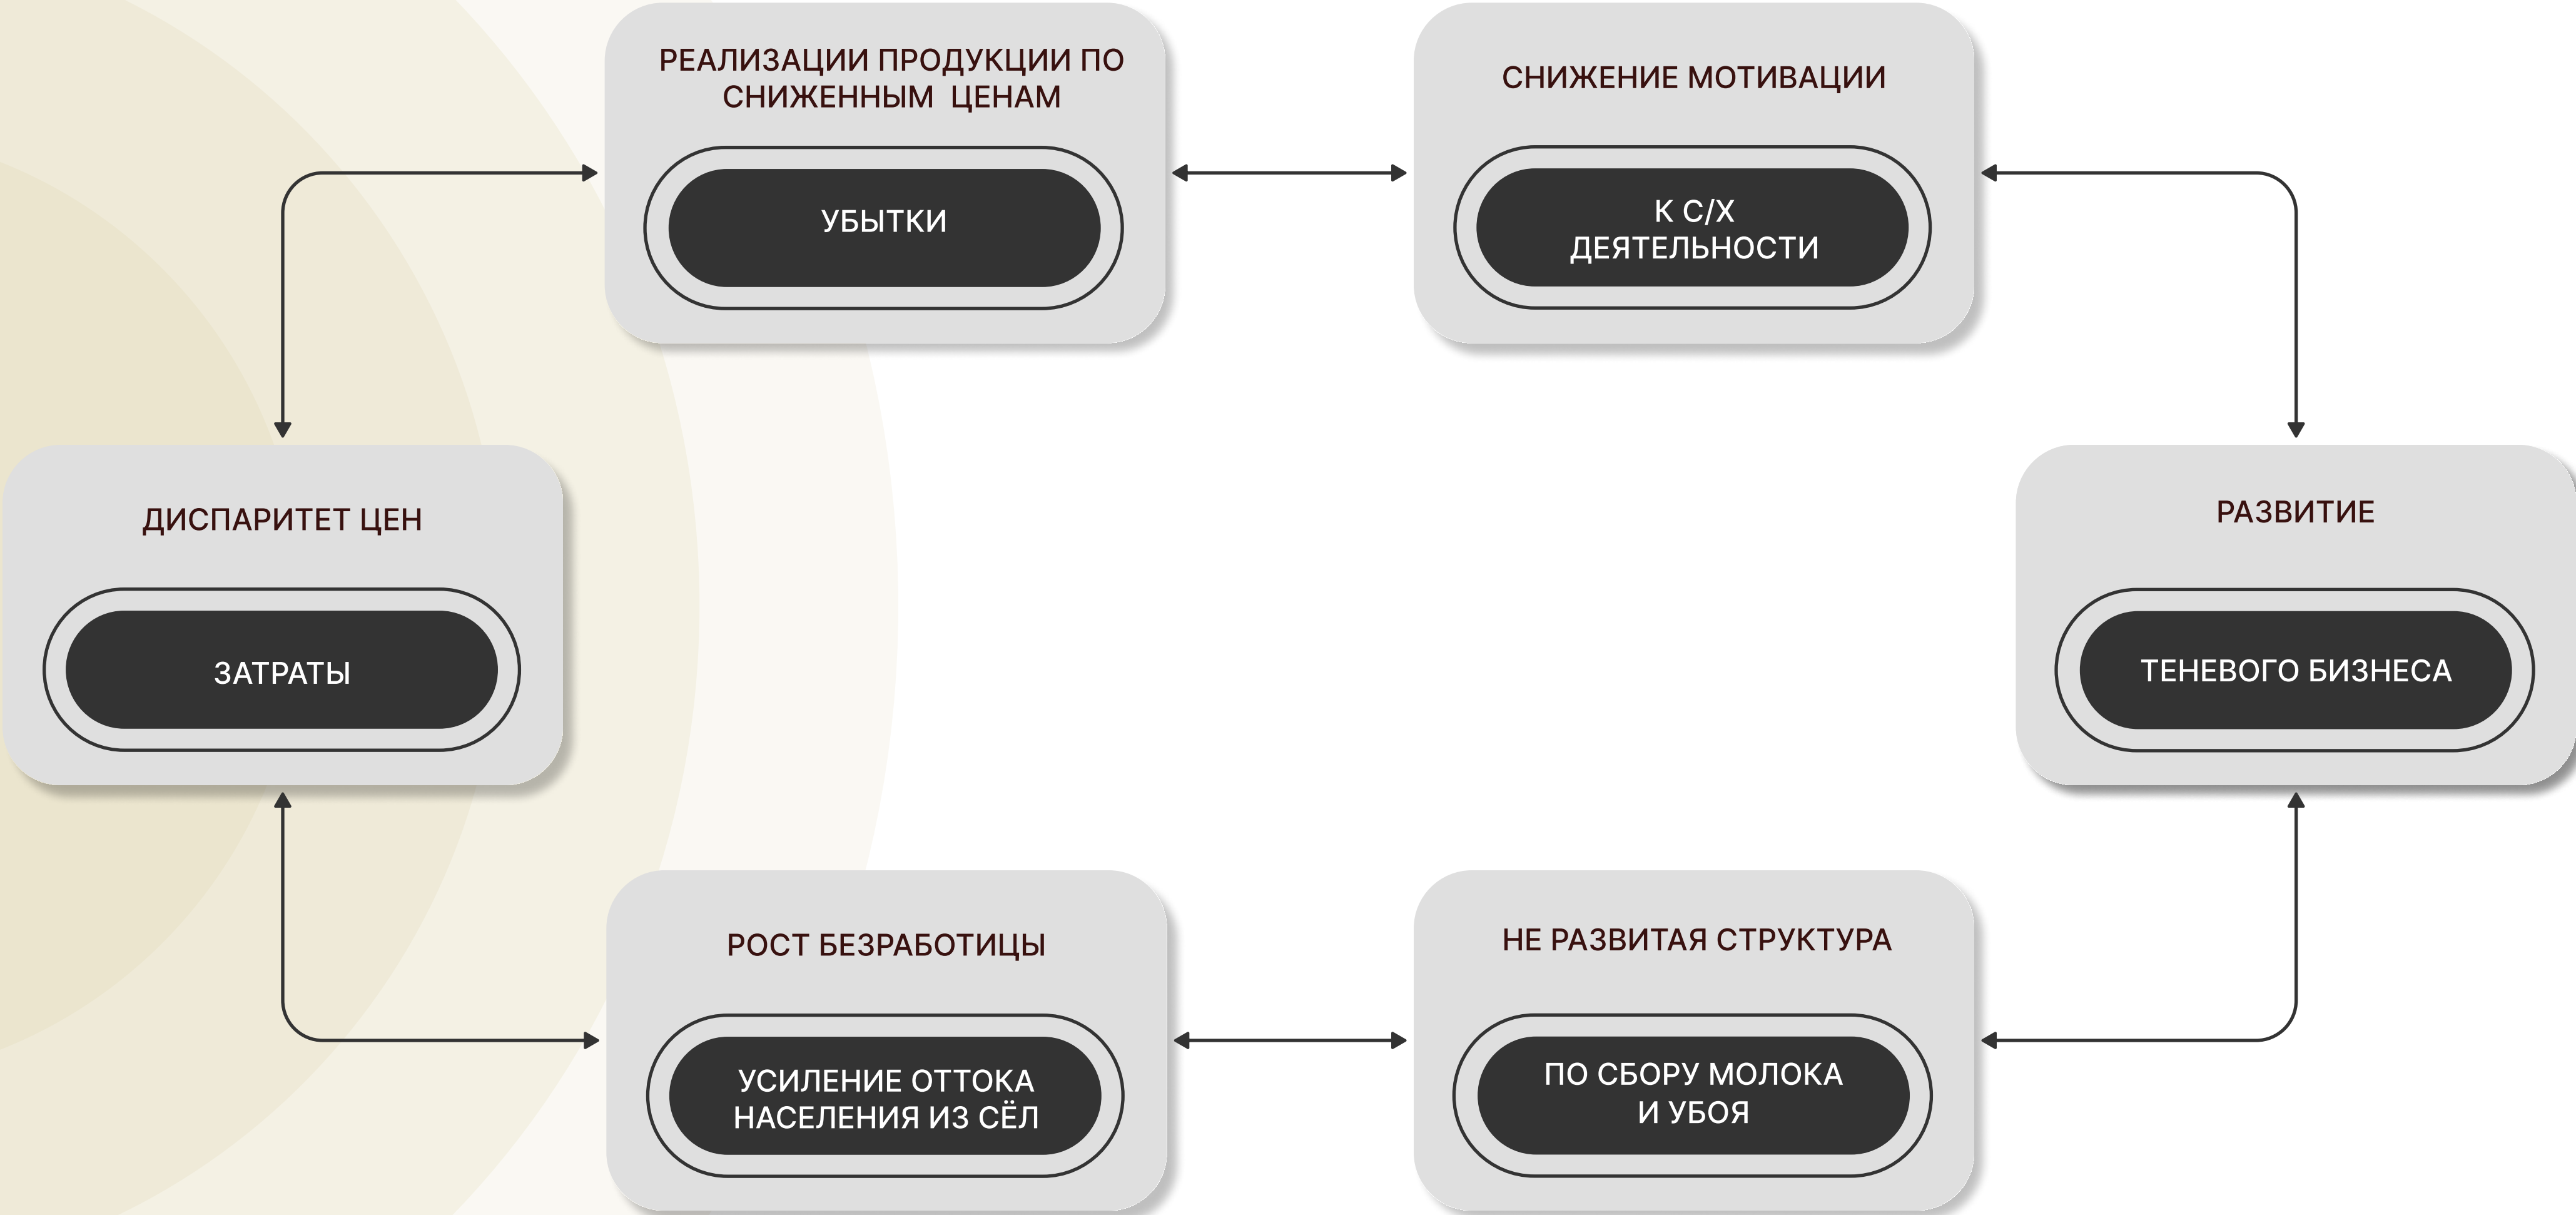 РЕАЛИЗАЦИИ ПРОДУКЦИИ ПО
СНИЖЕННЫМ ЦЕНАМ
УБЫТКИ
СНИЖЕНИЕ МОТИВАЦИИ
К С/Х
ДЕЯТЕЛЬНОСТИ
ДИСПАРИТЕТ ЦЕН
ЗАТРАТЫ
РАЗВИТИЕ
ТЕНЕВОГО БИЗНЕСА
РОСТ БЕЗРАБОТИЦЫ
УСИЛЕНИЕ ОТТОКА
НАСЕЛЕНИЯ ИЗ СЁЛ
НЕ РАЗВИТАЯ СТРУКТУРА
ПО СБОРУ МОЛОКА
И УБОЯ